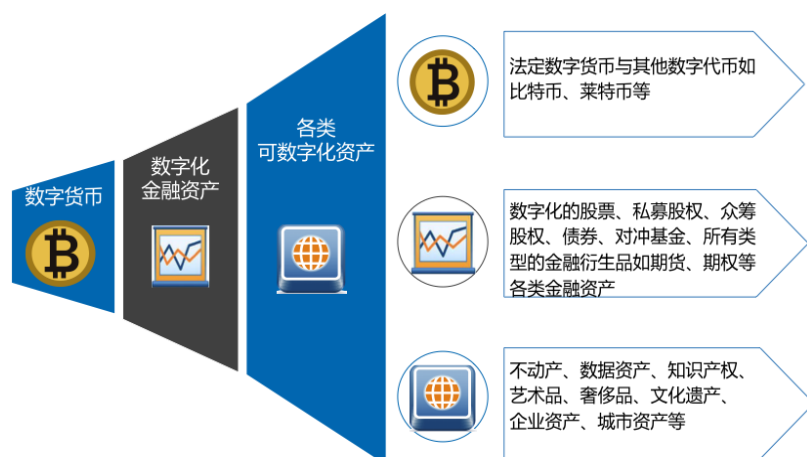 数字货币
数字化
金融资产
各类
可数字化资产
法定数字货币与其他数字代币如
比特币、莱特币等
数字化的股票、私募股权、众筹
股权、债券、对冲基金、所有类
型的金融衍生品如期货、期权等
各类金融资产
不动产、数据资产、知识产权、
艺术品、奢侈品、文化遗产、
企业资产、城市资产等